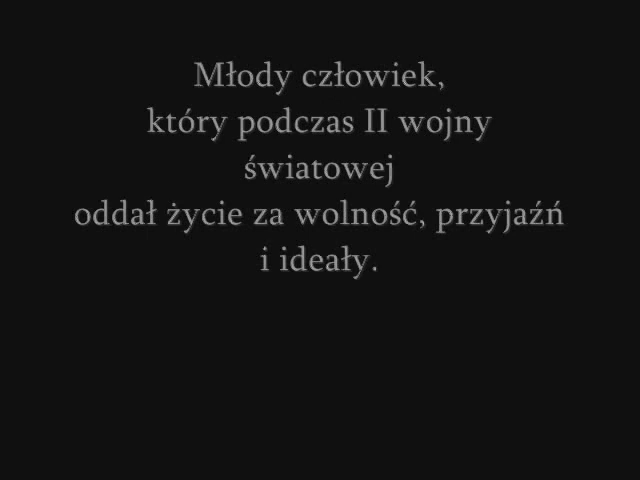 Młody człowiek,
który podczas II wojny
światowej
oddał życie za wolność, przyjaźń
i ideały.